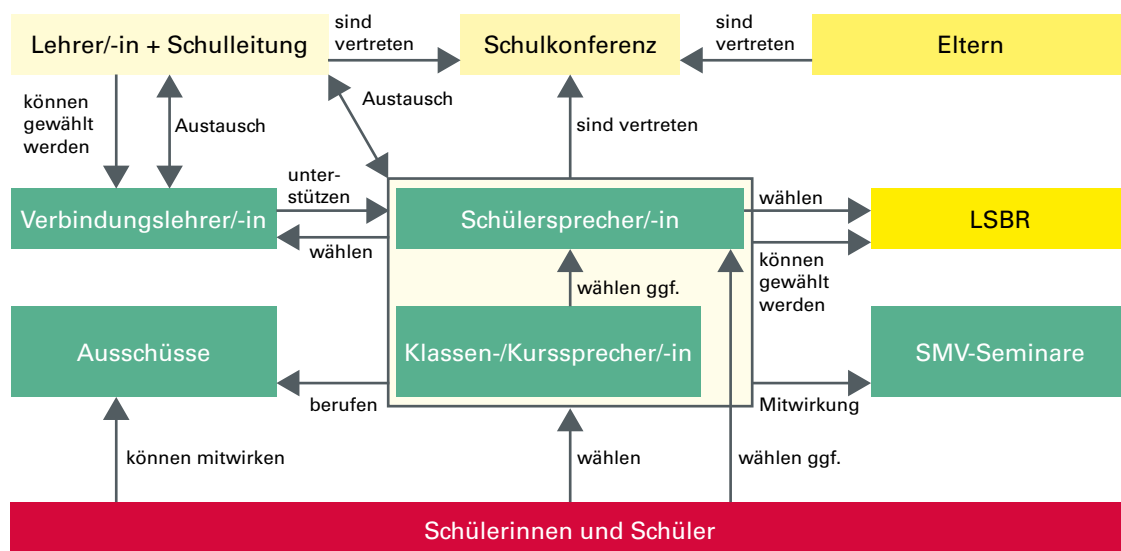 Lehrer/-in + Schulleitung
sind
vertreten
Schulkonferenz
sind
vertreten
Eltern
können
gewählt
werden
Austausch
Austausch
sind vertreten
Verbindungslehrer/-in
unter-
stützen
wählen
Schülersprecher/-in
wählen
LSBR
können
gewählt
werden
wählen ggf.
Ausschüsse
Klassen-/Kurssprecher/-in
SMV-Seminare
berufen
Mitwirkung
können mitwirken
wählen
wählen ggf.
Schülerinnen und Schüler